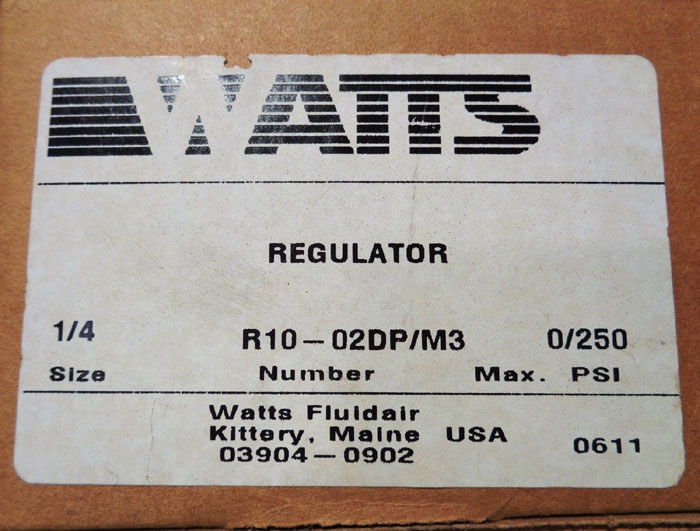 WATTS
REGULATOR
1/4 R10-02DP/M3 0/250
Size Number Max. PSI
Watts Fluidair
Kittery, Maine USA
03904-0902
0611